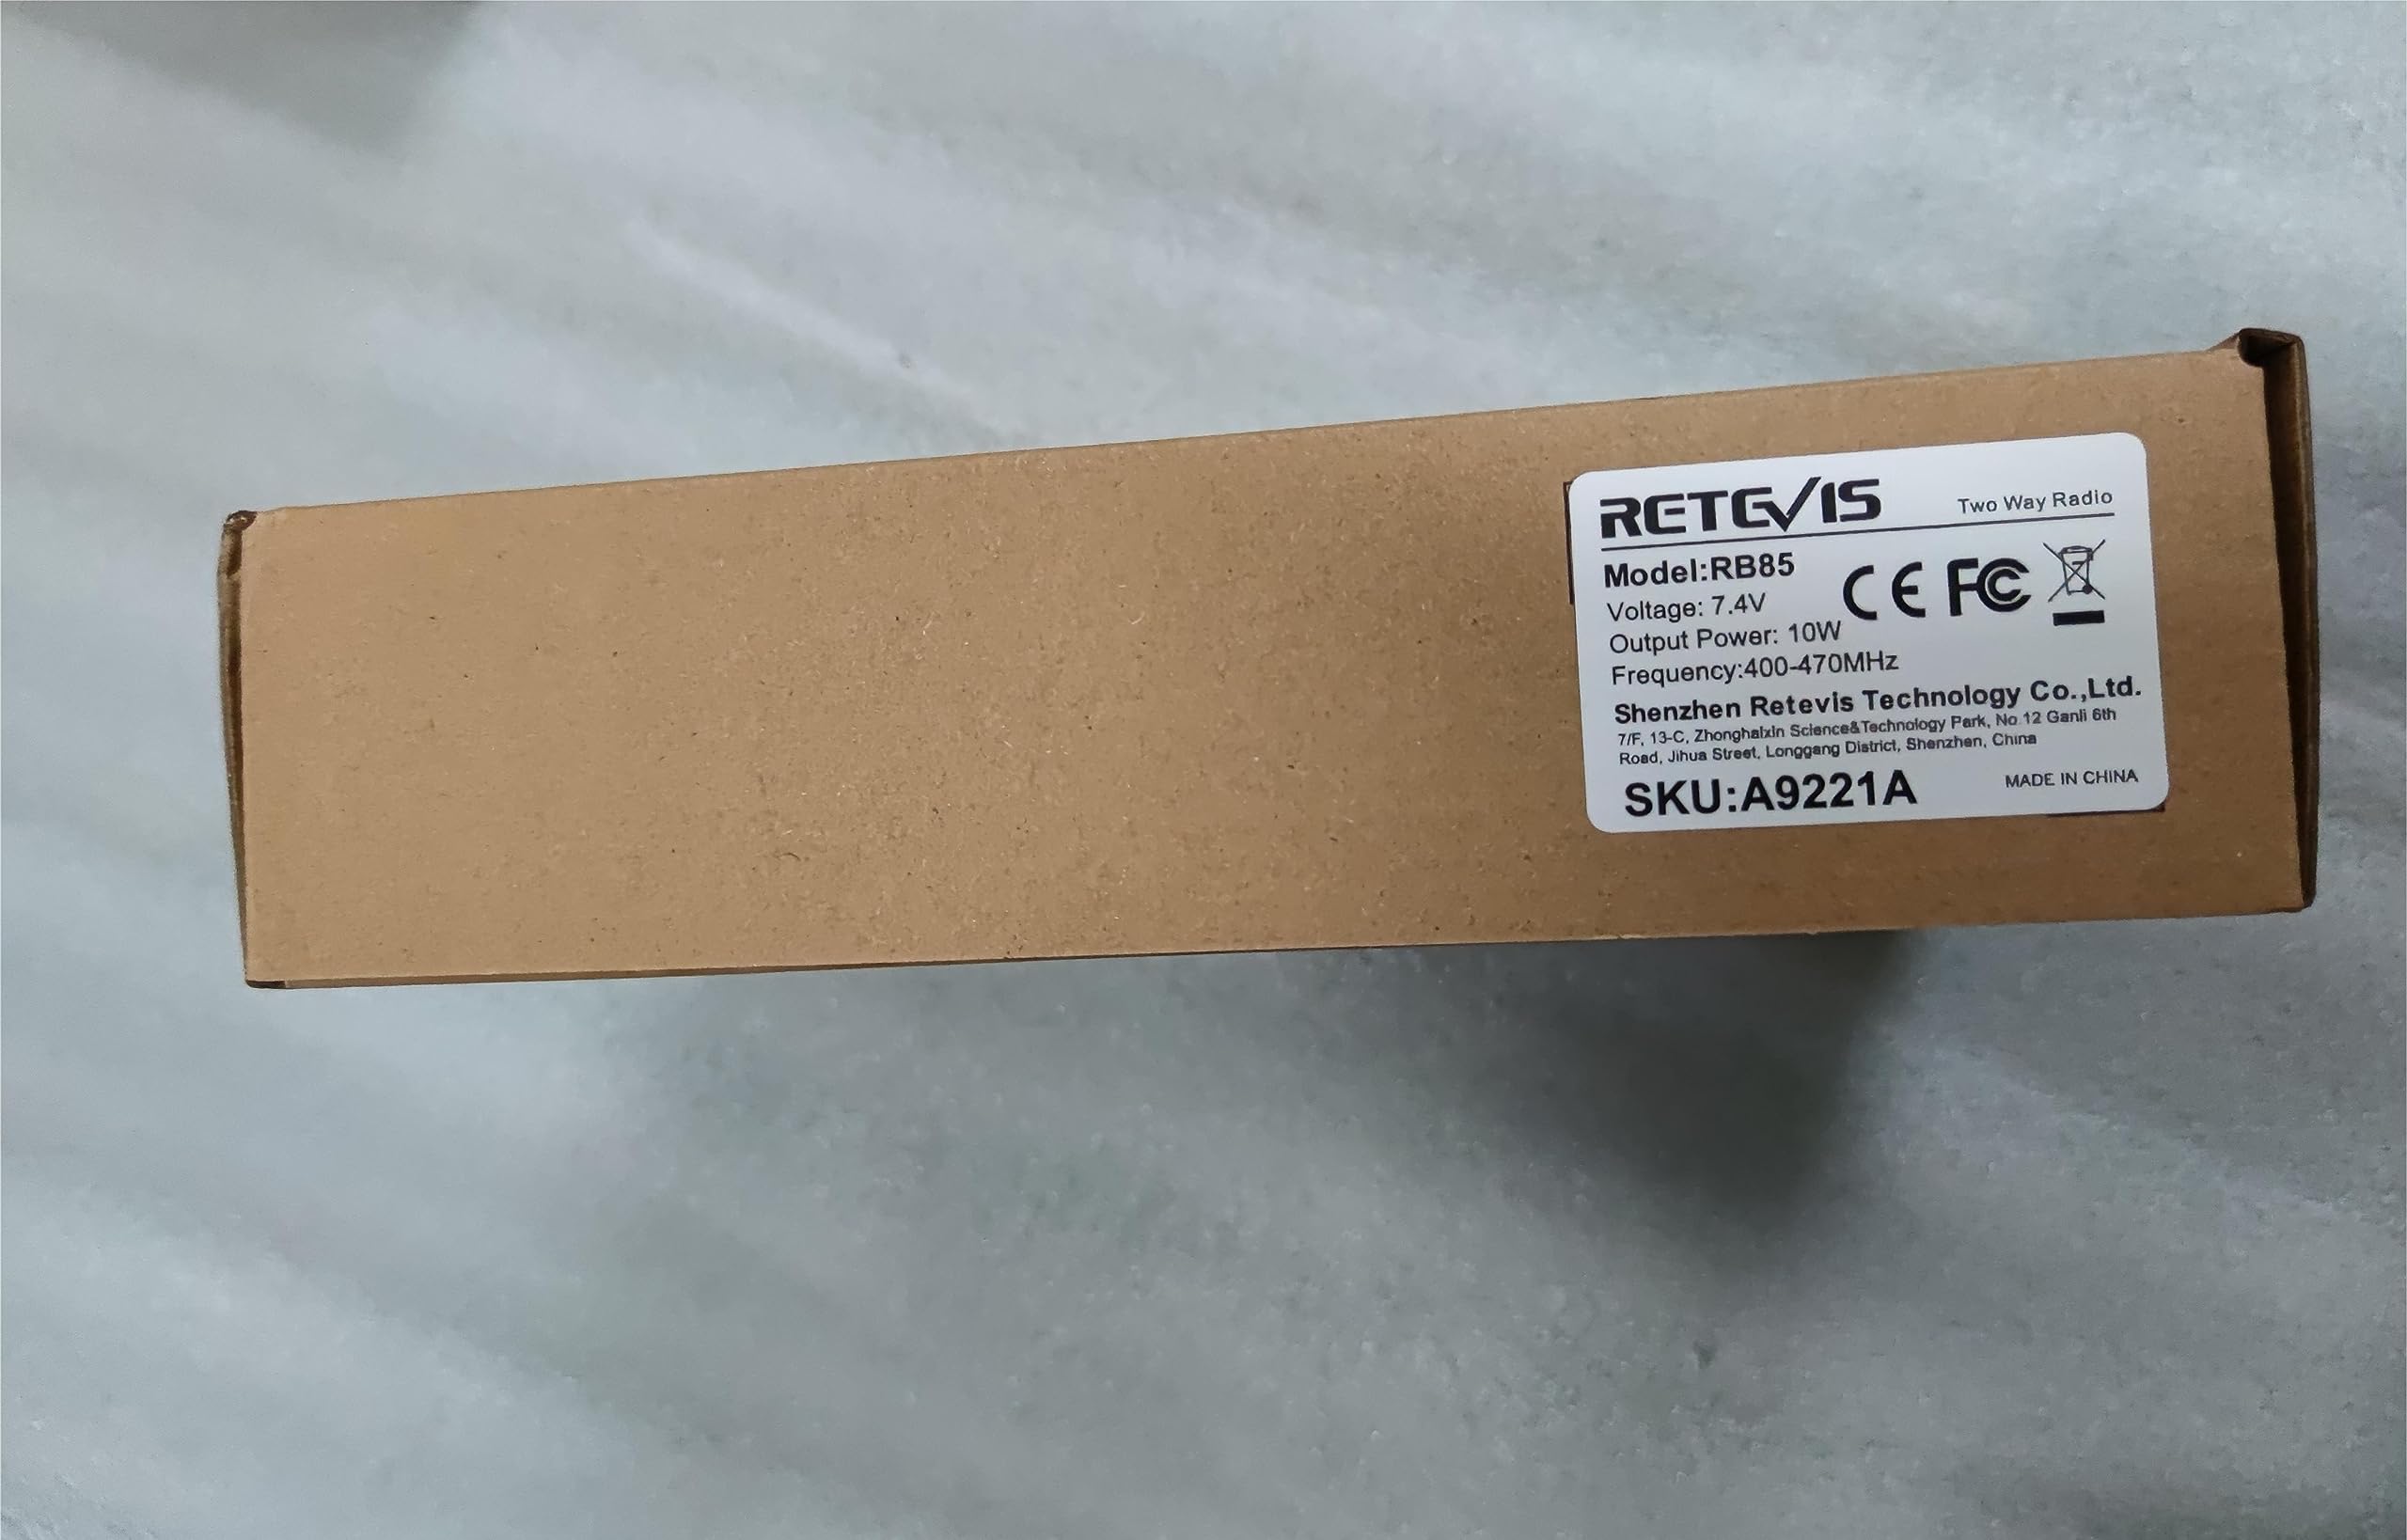 RETEVIS Two Way Radio
Model:RB85
CE FC
Voltage: 7.4V
Output Power: 10W
Frequency:400-470MHz
Shenzhen Retevis Technology Co.,Ltd.
7/F, 13-C, Zhonghaixin Science&Technology Park, No.12 Ganli 6th
Road, Jihua Street, Longgang District, Shenzhen, China
SKU:A9221A MADE IN CHINA